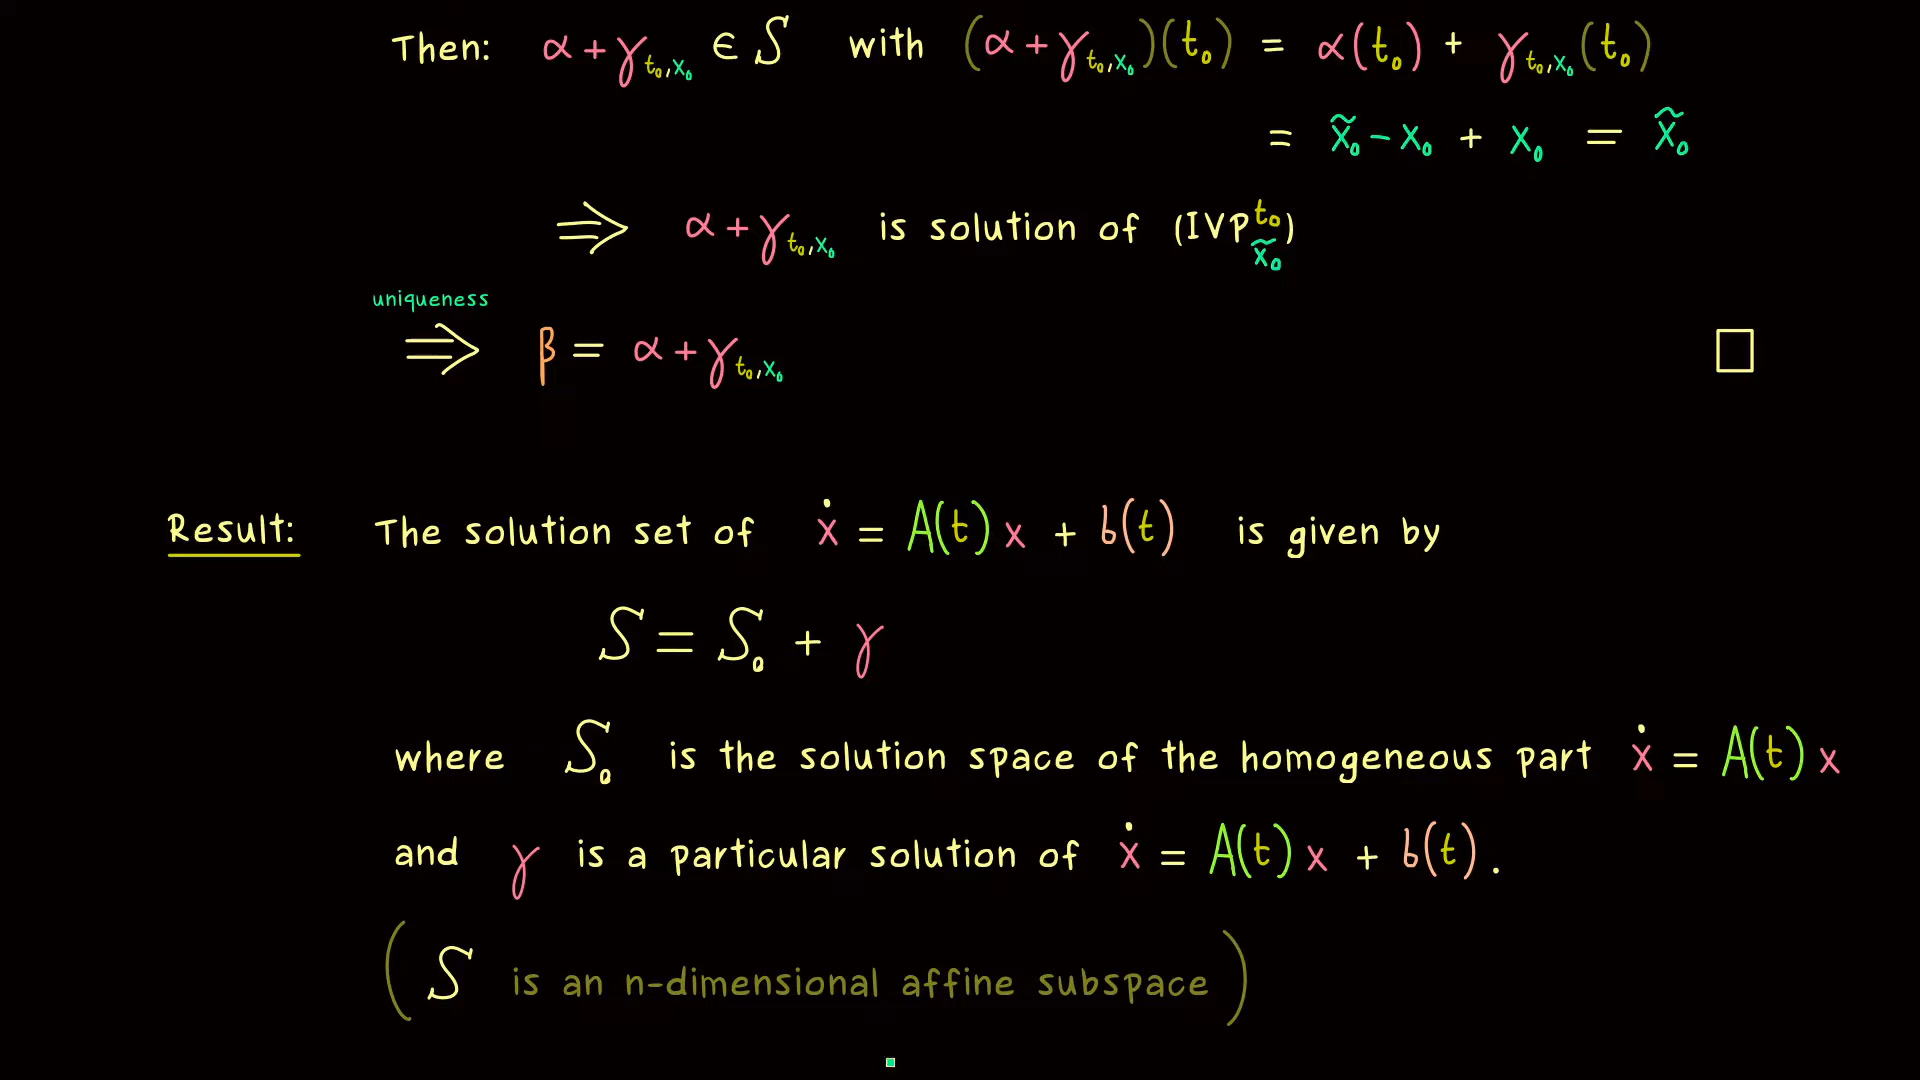 Then: α + γ_{t₀,x₀} ∈ S with (α + γ_{t₀,x₀})(t₀) = α(t₀) + γ_{t₀,x₀}(t₀)
= x̃₀ - x₀ + x₀ = x̃₀
⟹ α + γ_{t₀,x₀} is solution of (IVP^{t₀}_{x̃₀})
uniqueness
⟹ β = α + γ_{t₀,x₀} □
Result: The solution set of ẋ = A(t) x + b(t) is given by
S = S₀ + γ
where S₀ is the solution space of the homogeneous part ẋ = A(t) x
and γ is a particular solution of ẋ = A(t) x + b(t).
(S is an n-dimensional affine subspace)